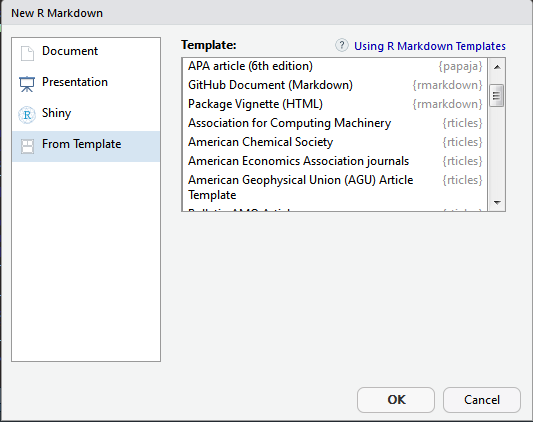 New R Markdown
Document
Presentation
R Shiny
From Template
Template: ? Using R Markdown Templates
APA article (6th edition) {papaja}
GitHub Document (Markdown) {rmarkdown}
Package Vignette (HTML) {rmarkdown}
Association for Computing Machinery {rticles}
American Chemical Society {rticles}
American Economics Association journals {rticles}
American Geophysical Union (AGU) Article {rticles}
Template
OK Cancel